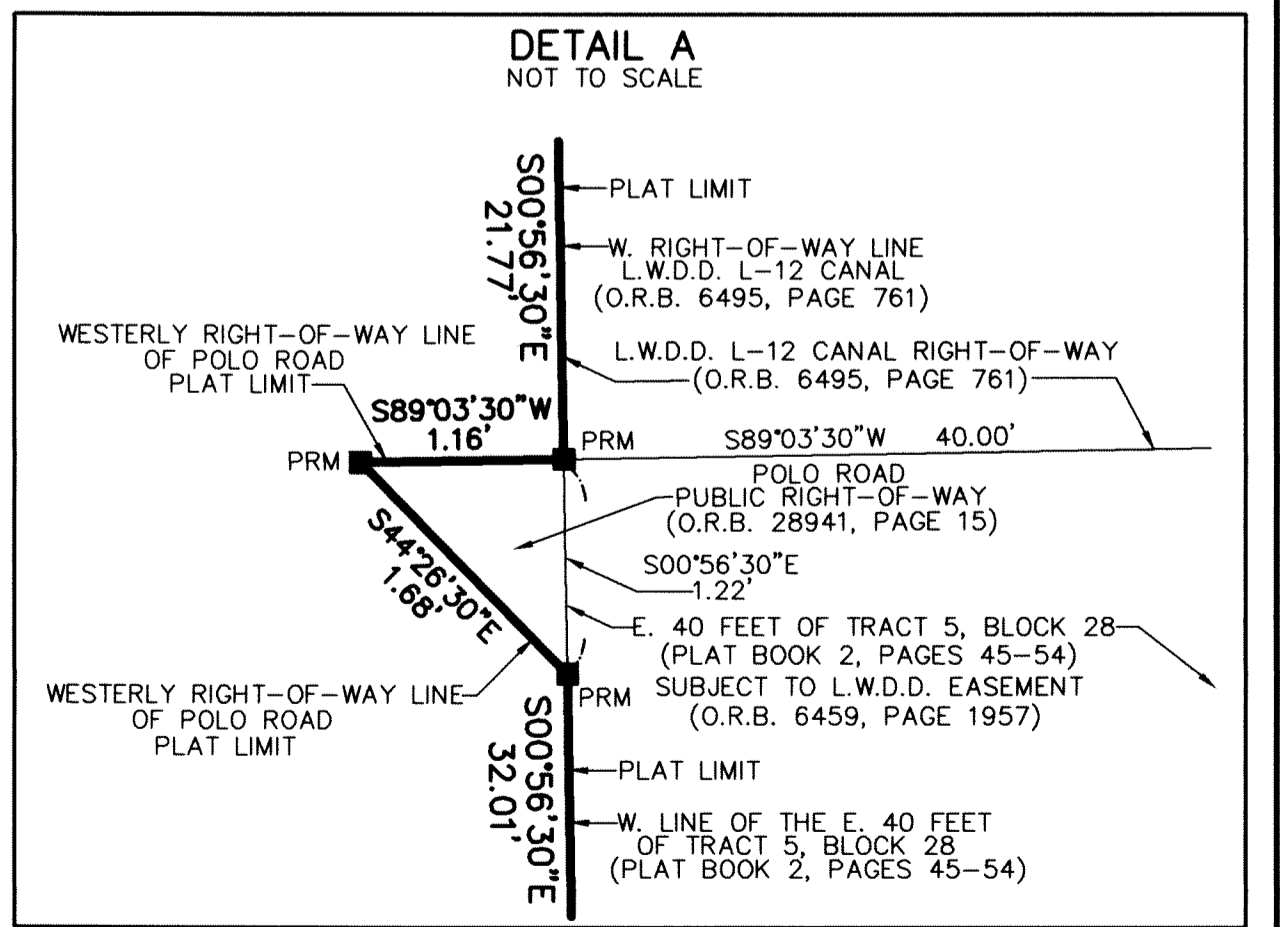 DETAIL A
NOT TO SCALE
S00°56'30"E
21.77'
PLAT LIMIT
W. RIGHT-OF-WAY LINE
L.W.D.D. L-12 CANAL
(O.R.B. 6495, PAGE 761)
WESTERLY RIGHT-OF-WAY LINE
OF POLO ROAD
PLAT LIMIT
L.W.D.D. L-12 CANAL RIGHT-OF-WAY
(O.R.B. 6495, PAGE 761)
S89°03'30"W
1.16'
PRM
PRM
S89°03'30"W 40.00'
POLO ROAD
PUBLIC RIGHT-OF-WAY
(O.R.B. 28941, PAGE 15)
S44°26'30"E
1.68'
S00°56'30"E
1.22'
E. 40 FEET OF TRACT 5, BLOCK 28
(PLAT BOOK 2, PAGES 45-54)
SUBJECT TO L.W.D.D. EASEMENT
(O.R.B. 6459, PAGE 1957)
WESTERLY RIGHT-OF-WAY LINE
OF POLO ROAD
PLAT LIMIT
PRM
S00°56'30"E
32.01'
PLAT LIMIT
W. LINE OF THE E. 40 FEET
OF TRACT 5, BLOCK 28
(PLAT BOOK 2, PAGES 45-54)